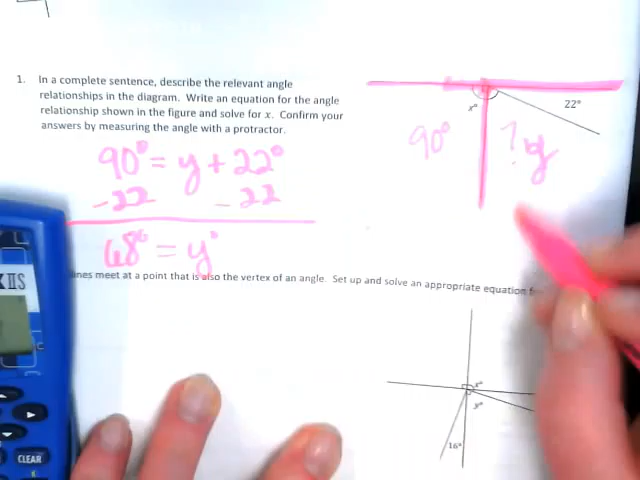 1. In a complete sentence, describe the relevant angle
relationships in the diagram. Write an equation for the angle
relationship shown in the figure and solve for x. Confirm your
answers by measuring the angle with a protractor.
x°
22°
90°
? y
90° = y + 22°
-22 -22
68° = y°
lines meet at a point that is also the vertex of an angle. Set up and solve an appropriate equation
x°
y°
16°
IIS
CLEAR